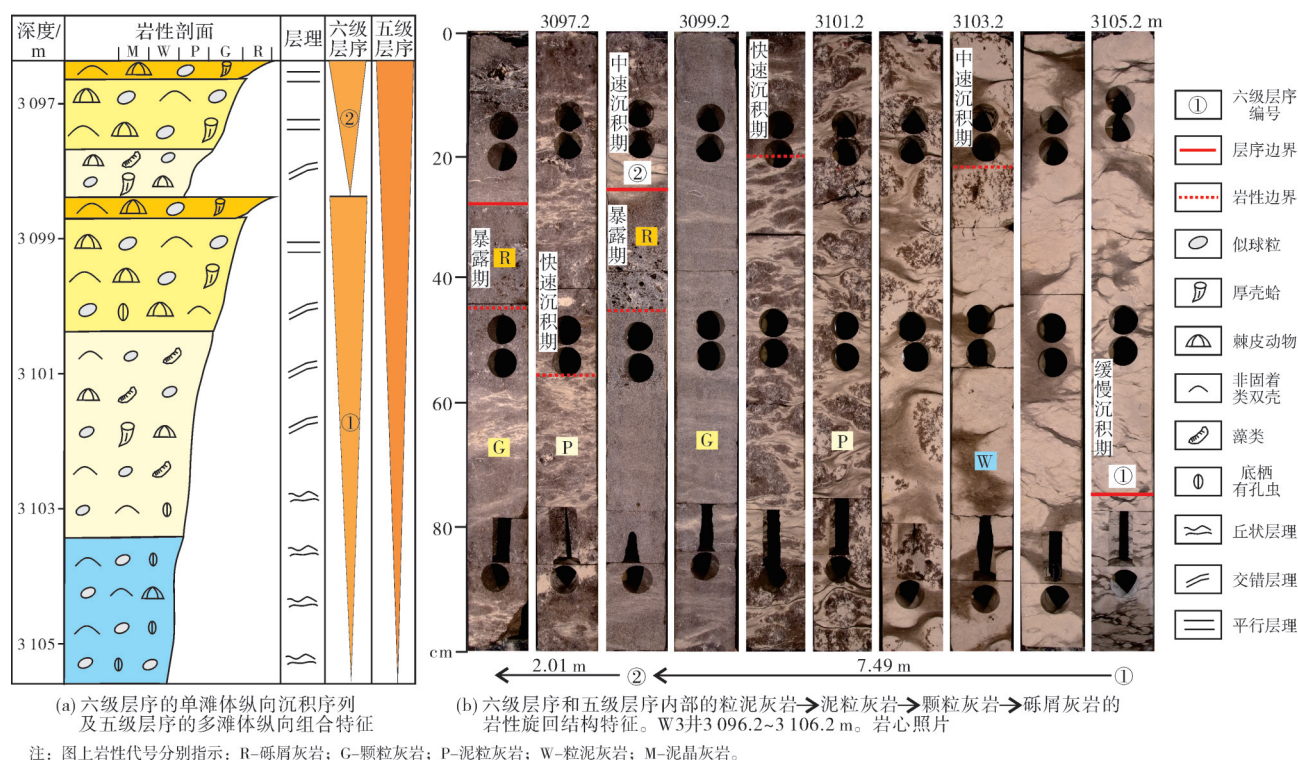 深度/
m
岩性剖面
M W P G R
层理
六级
层序
五级
层序
3 097
3 099
3 101
3 103
3 105
②
①
(a) 六级层序的单滩体纵向沉积序列
及五级层序的多滩体纵向组合特征
3097.2 3099.2 3101.2 3103.2 3105.2 m
0
20
40
60
80
cm
暴露期
R
G
快速沉积期
P
中速沉积期
②
暴露期
R
G
快速沉积期
P
中速沉积期
W
缓慢沉积期
①
2.01 m
②
7.49 m
①
(b) 六级层序和五级层序内部的粒泥灰岩→泥粒灰岩→颗粒灰岩→砾屑灰岩的
岩性旋回结构特征。W3井3 096.2~3 106.2 m。岩心照片
①
六级层序
编号
层序边界
岩性边界
似球粒
厚壳蛤
棘皮动物
非固着
类双壳
藻类
底栖
有孔虫
丘状层理
交错层理
平行层理
注：图上岩性代号分别指示：R-砾屑灰岩；G-颗粒灰岩；P-泥粒灰岩；W-粒泥灰岩；M-泥晶灰岩。